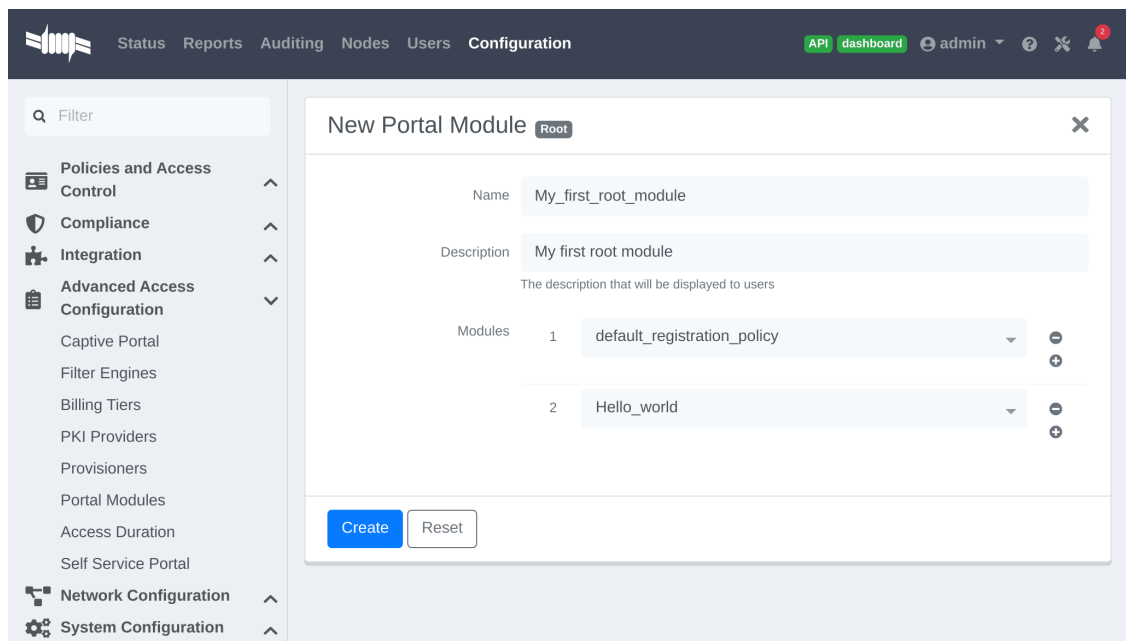 Status Reports Auditing Nodes Users Configuration API dashboard admin 2
Filter
Policies and Access
Control
Compliance
Integration
Advanced Access
Configuration
Captive Portal
Filter Engines
Billing Tiers
PKI Providers
Provisioners
Portal Modules
Access Duration
Self Service Portal
Network Configuration
System Configuration
New Portal Module Root
Name My_first_root_module
Description My first root module
The description that will be displayed to users
Modules 1 default_registration_policy
2 Hello_world
Create Reset